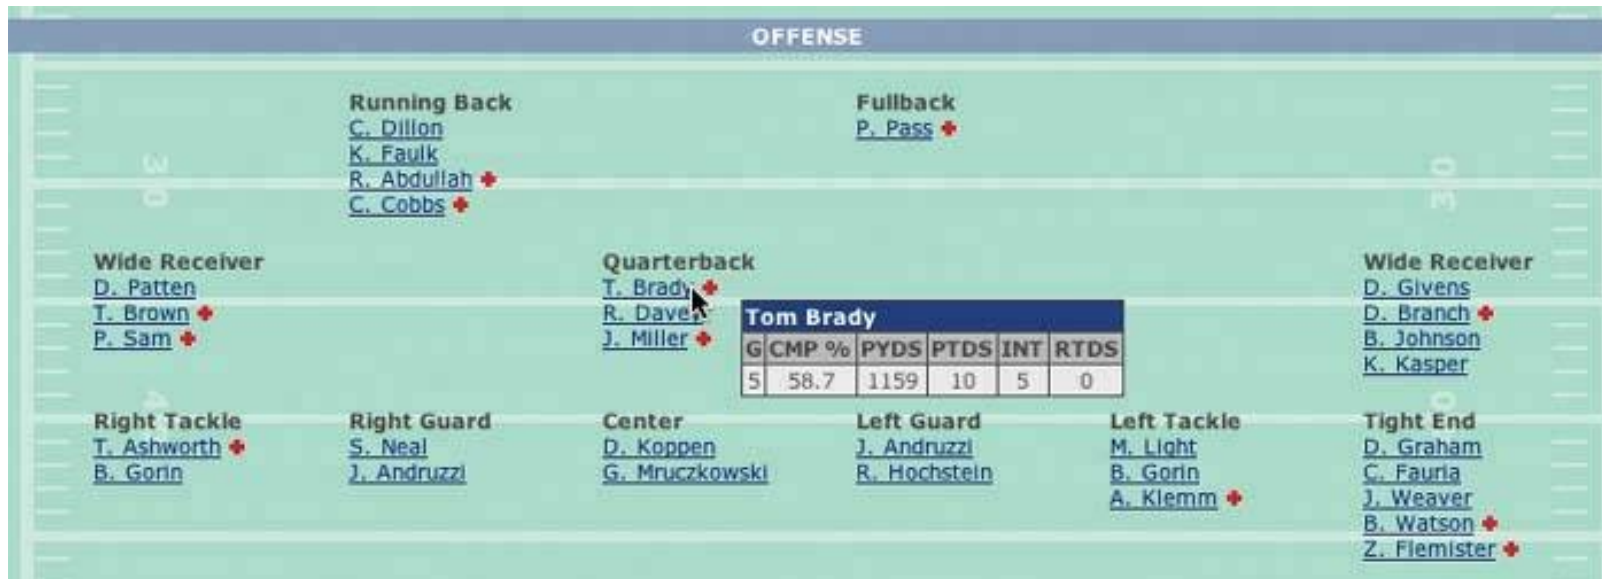 OFFENSE
Running Back
C. Dillon
K. Faulk
R. Abdullah
C. Cobbs
Fullback
P. Pass
30
30
Wide Receiver
D. Patten
T. Brown
P. Sam
Quarterback
T. Brady
R. Davey
J. Miller
Tom Brady
G CMP % PYDS PTDS INT RTDS
5 58.7 1159 10 5 0
Wide Receiver
D. Givens
D. Branch
B. Johnson
K. Kasper
Right Tackle
T. Ashworth
B. Gorin
Right Guard
S. Neal
J. Andruzzi
Center
D. Koppen
G. Mruczkowski
Left Guard
J. Andruzzi
R. Hochstein
Left Tackle
M. Light
B. Gorin
A. Klemm
Tight End
D. Graham
C. Fauria
J. Weaver
B. Watson
Z. Flemister